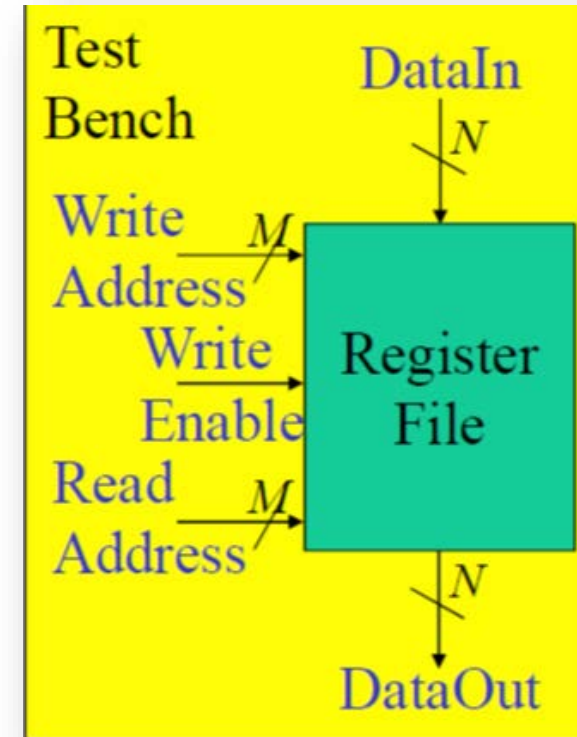 Test
Bench
DataIn
N
Write
Address
M
Write
Enable
Register
File
Read
Address
M
N
DataOut